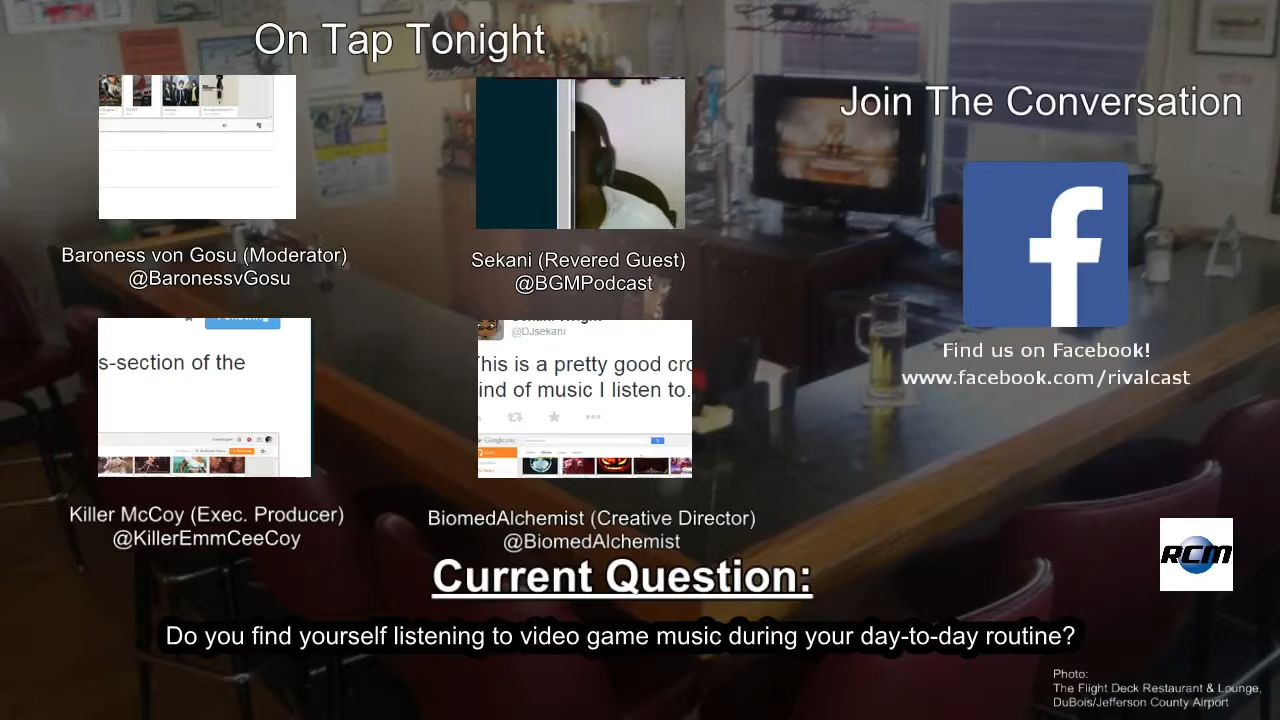 On Tap Tonight
Join The Conversation
Baroness von Gosu (Moderator)
@BaronessvGosu
Sekani (Revered Guest)
@BGMPodcast
Find us on Facebook!
www.facebook.com/rivalcast
s-section of the
@DJsekani
This is a pretty good cro
ind of music I listen to.
Google play
Killer McCoy (Exec. Producer)
@KillerEmmCeeCoy
BiomedAlchemist (Creative Director)
@BiomedAlchemist
RCM
Current Question:
Do you find yourself listening to video game music during your day-to-day routine?
Photo:
The Flight Deck Restaurant & Lounge,
DuBois/Jefferson County Airport